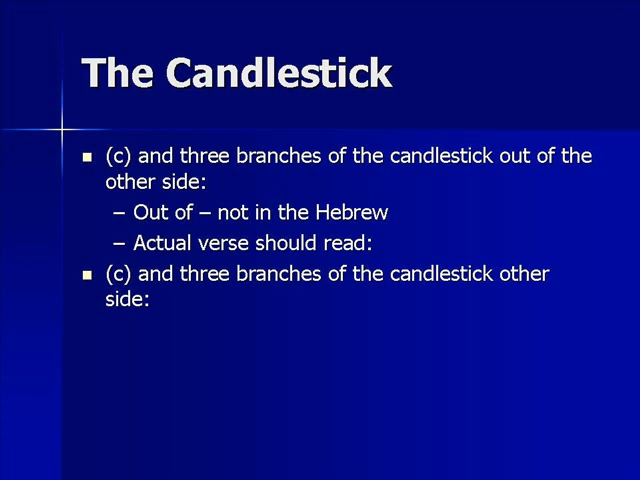 The Candlestick
(c) and three branches of the candlestick out of the
other side:
– Out of – not in the Hebrew
– Actual verse should read:
(c) and three branches of the candlestick other
side: